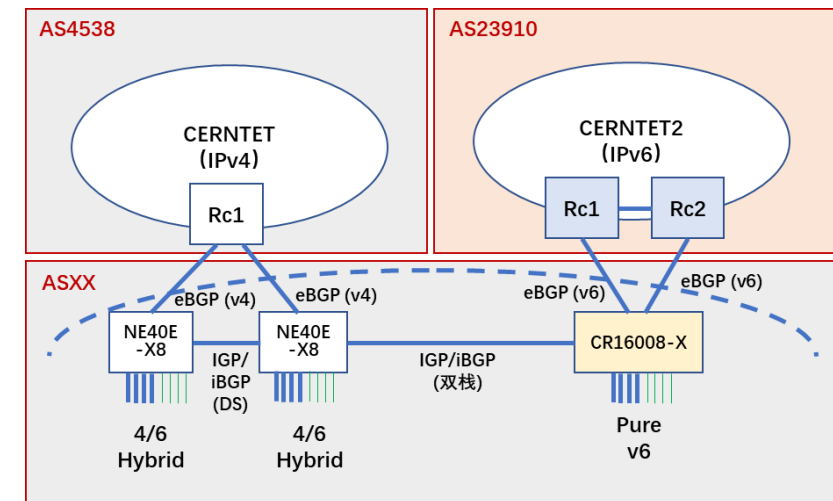 AS4538
AS23910
CERNTET
(IPv4)
CERNTET2
(IPv6)
Rc1
Rc1
Rc2
ASXX
eBGP (v4)
eBGP (v4)
eBGP (v6)
eBGP (v6)
NE40E
-X8
NE40E
-X8
CR16008-X
IGP/
iBGP
(DS)
IGP/iBGP
(双栈)
4/6
Hybrid
4/6
Hybrid
Pure
v6